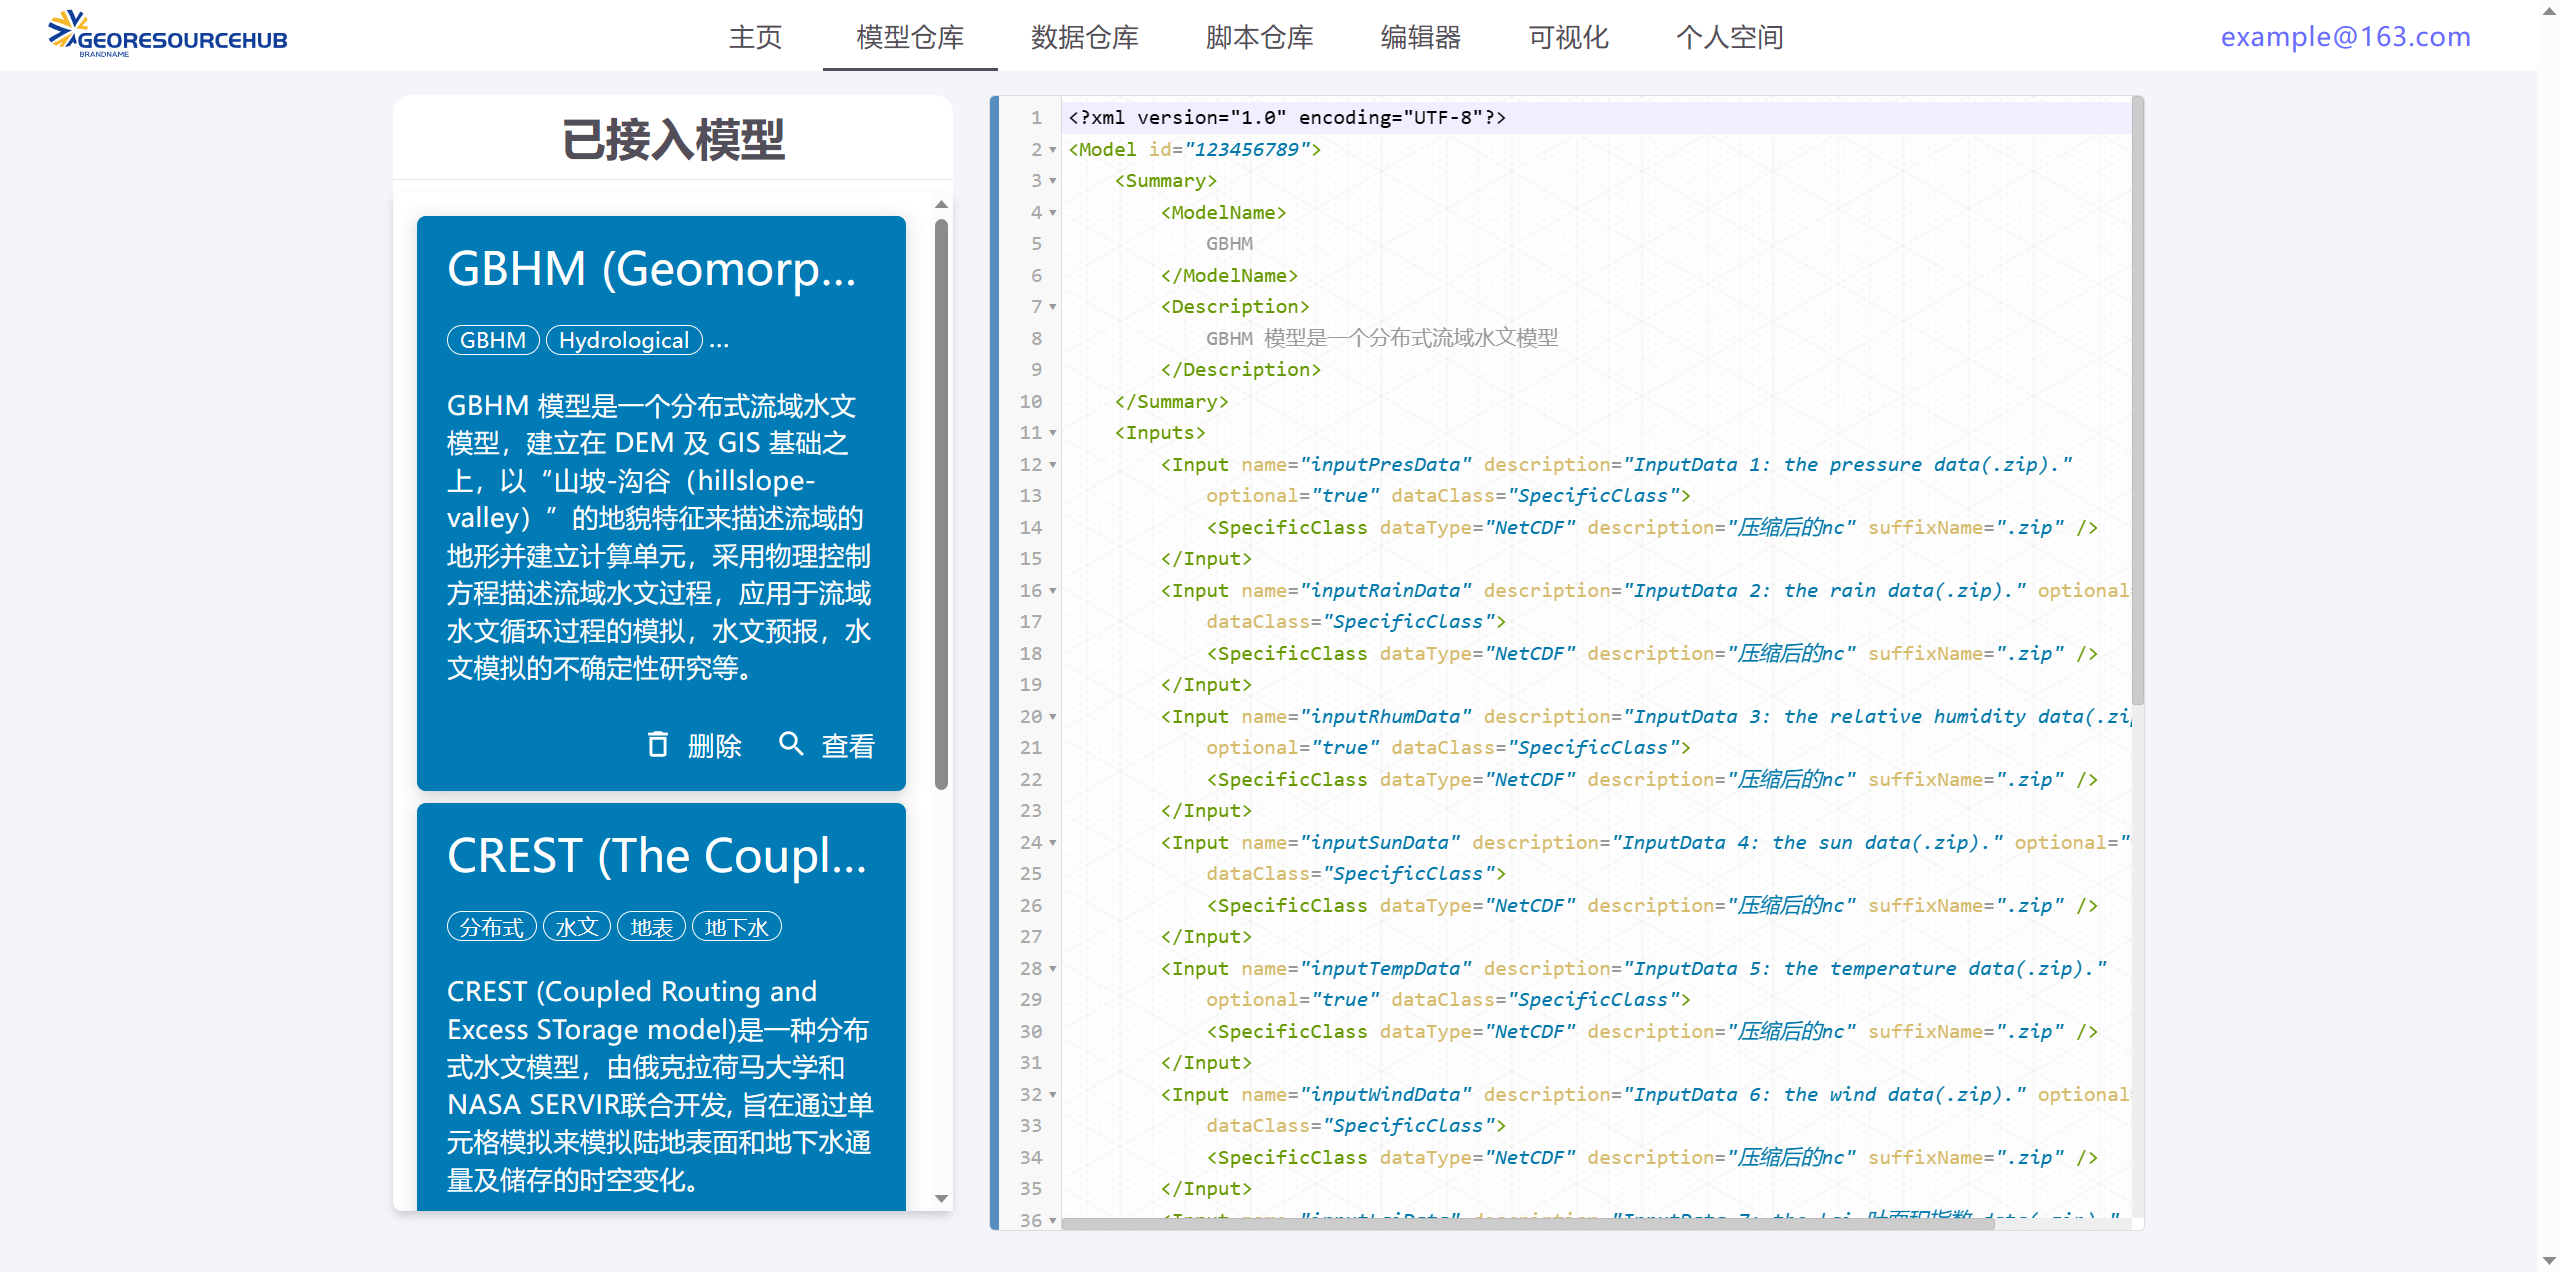 GEORESOURCEHUB
BRANDNAME
主页 模型仓库 数据仓库 脚本仓库 编辑器 可视化 个人空间
example@163.com
已接入模型
GBHM (Geomorp...
GBHM Hydrological ...
GBHM 模型是一个分布式流域水文
模型，建立在 DEM 及 GIS 基础之
上，以“山坡-沟谷（hillslope-
valley）”的地貌特征来描述流域的
地形并建立计算单元，采用物理控制
方程描述流域水文过程，应用于流域
水文循环过程的模拟，水文预报，水
文模拟的不确定性研究等。
删除 查看
CREST (The Coupl...
分布式 水文 地表 地下水
CREST (Coupled Routing and
Excess STorage model)是一种分布
式水文模型，由俄克拉荷马大学和
NASA SERVIR联合开发, 旨在通过单
元格模拟来模拟陆地表面和地下水通
量及储存的时空变化。
1 <?xml version="1.0" encoding="UTF-8"?>
2 <Model id="123456789">
3 <Summary>
4 <ModelName>
5 GBHM
6 </ModelName>
7 <Description>
8 GBHM 模型是一个分布式流域水文模型
9 </Description>
10 </Summary>
11 <Inputs>
12 <Input name="inputPresData" description="InputData 1: the pressure data(.zip)."
13 optional="true" dataClass="SpecificClass">
14 <SpecificClass dataType="NetCDF" description="压缩后的nc" suffixName=".zip" />
15 </Input>
16 <Input name="inputRainData" description="InputData 2: the rain data(.zip)." optional=
17 dataClass="SpecificClass">
18 <SpecificClass dataType="NetCDF" description="压缩后的nc" suffixName=".zip" />
19 </Input>
20 <Input name="inputRhumData" description="InputData 3: the relative humidity data(.zip
21 optional="true" dataClass="SpecificClass">
22 <SpecificClass dataType="NetCDF" description="压缩后的nc" suffixName=".zip" />
23 </Input>
24 <Input name="inputSunData" description="InputData 4: the sun data(.zip)." optional="
25 dataClass="SpecificClass">
26 <SpecificClass dataType="NetCDF" description="压缩后的nc" suffixName=".zip" />
27 </Input>
28 <Input name="inputTempData" description="InputData 5: the temperature data(.zip)."
29 optional="true" dataClass="SpecificClass">
30 <SpecificClass dataType="NetCDF" description="压缩后的nc" suffixName=".zip" />
31 </Input>
32 <Input name="inputWindData" description="InputData 6: the wind data(.zip)." optional=
33 dataClass="SpecificClass">
34 <SpecificClass dataType="NetCDF" description="压缩后的nc" suffixName=".zip" />
35 </Input>
36 <Input name="inputLaiData" description="InputData 7: the lai 叶面积指数 data(.zip)."